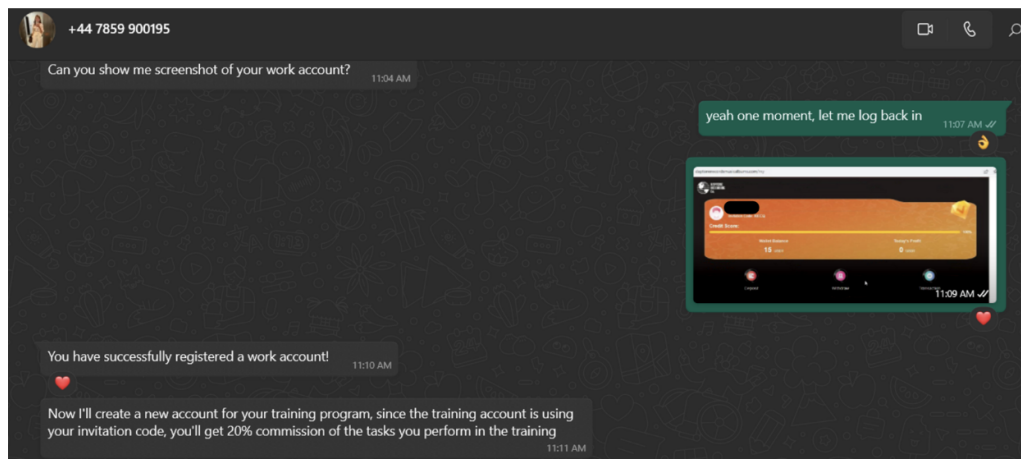 +44 7859 900195
Can you show me screenshot of your work account?
11:04 AM
yeah one moment, let me log back in
11:07 AM
Credit Score
Wallet Balance
Today's Profit
15
0
11:09 AM
You have successfully registered a work account!
11:10 AM
Now I'll create a new account for your training program, since the training account is using
your invitation code, you'll get 20% commission of the tasks you perform in the training
11:11 AM